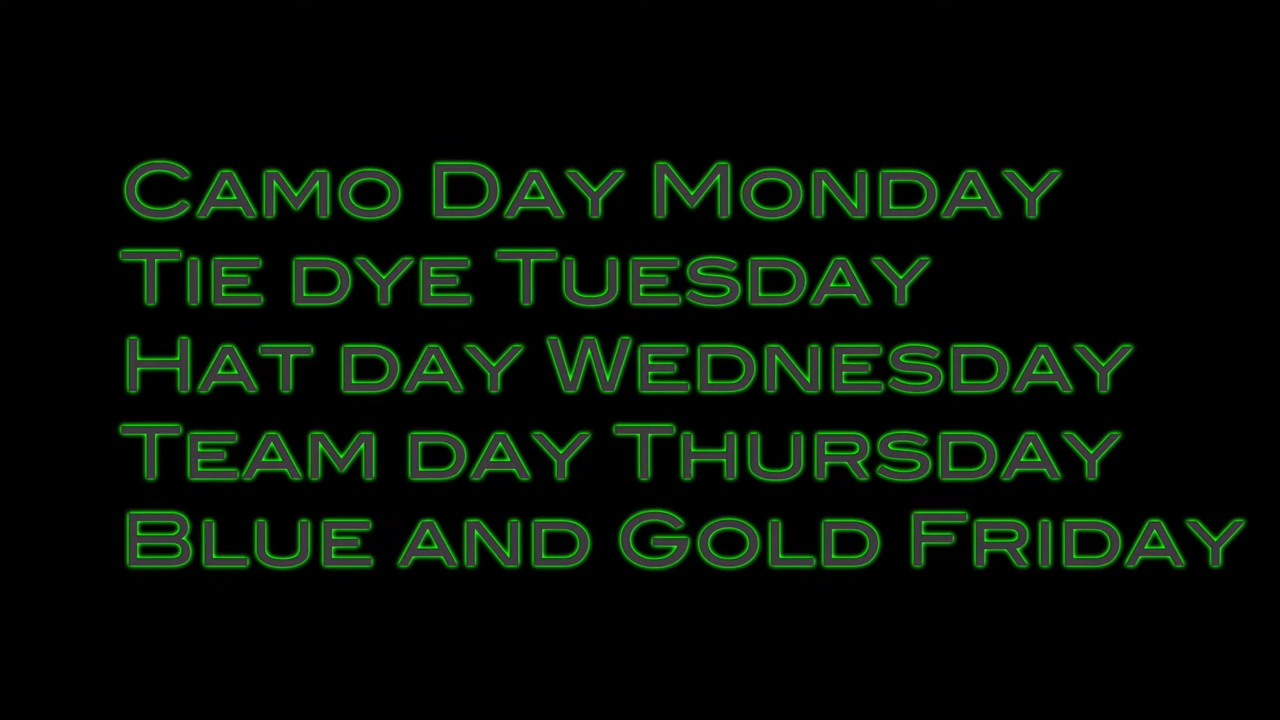 Camo Day Monday
Tie dye Tuesday
Hat day Wednesday
Team day Thursday
Blue and Gold Friday